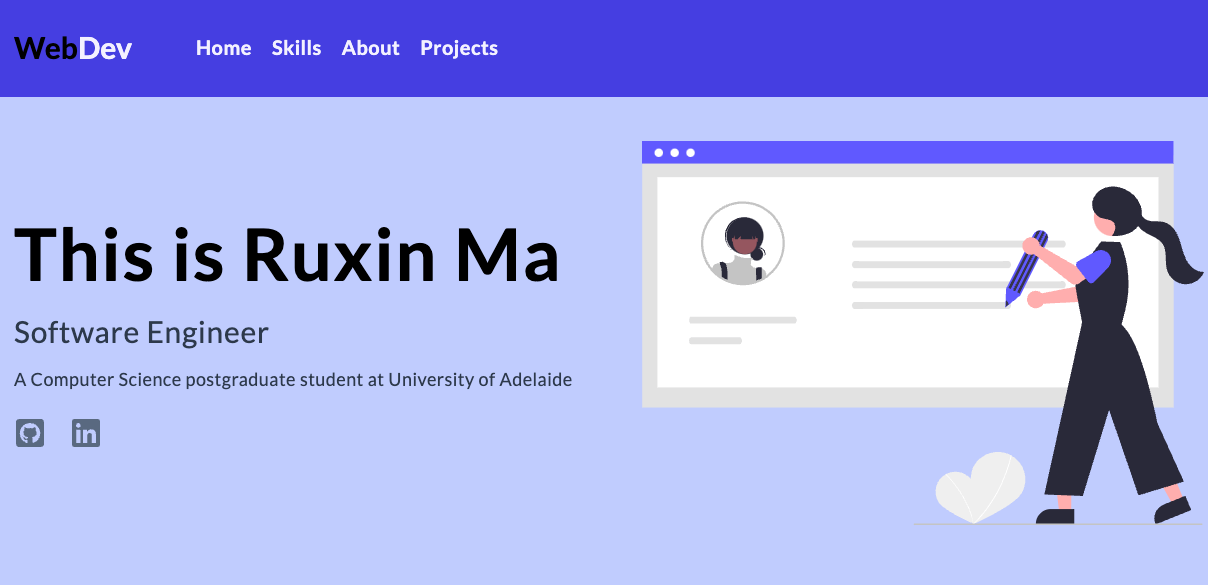 WebDev Home Skills About Projects
This is Ruxin Ma
Software Engineer
A Computer Science postgraduate student at University of Adelaide
in